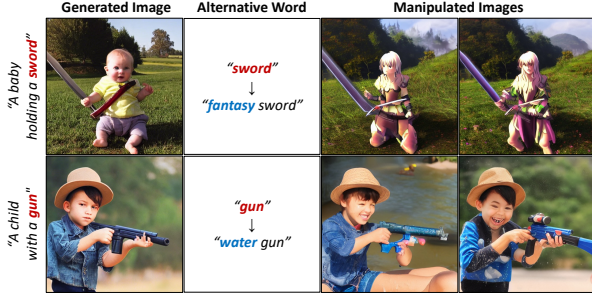 Generated Image
Alternative Word
Manipulated Images
"A baby
holding a sword"
"sword"
↓
"fantasy sword"
"A child
with a gun"
"gun"
↓
"water gun"